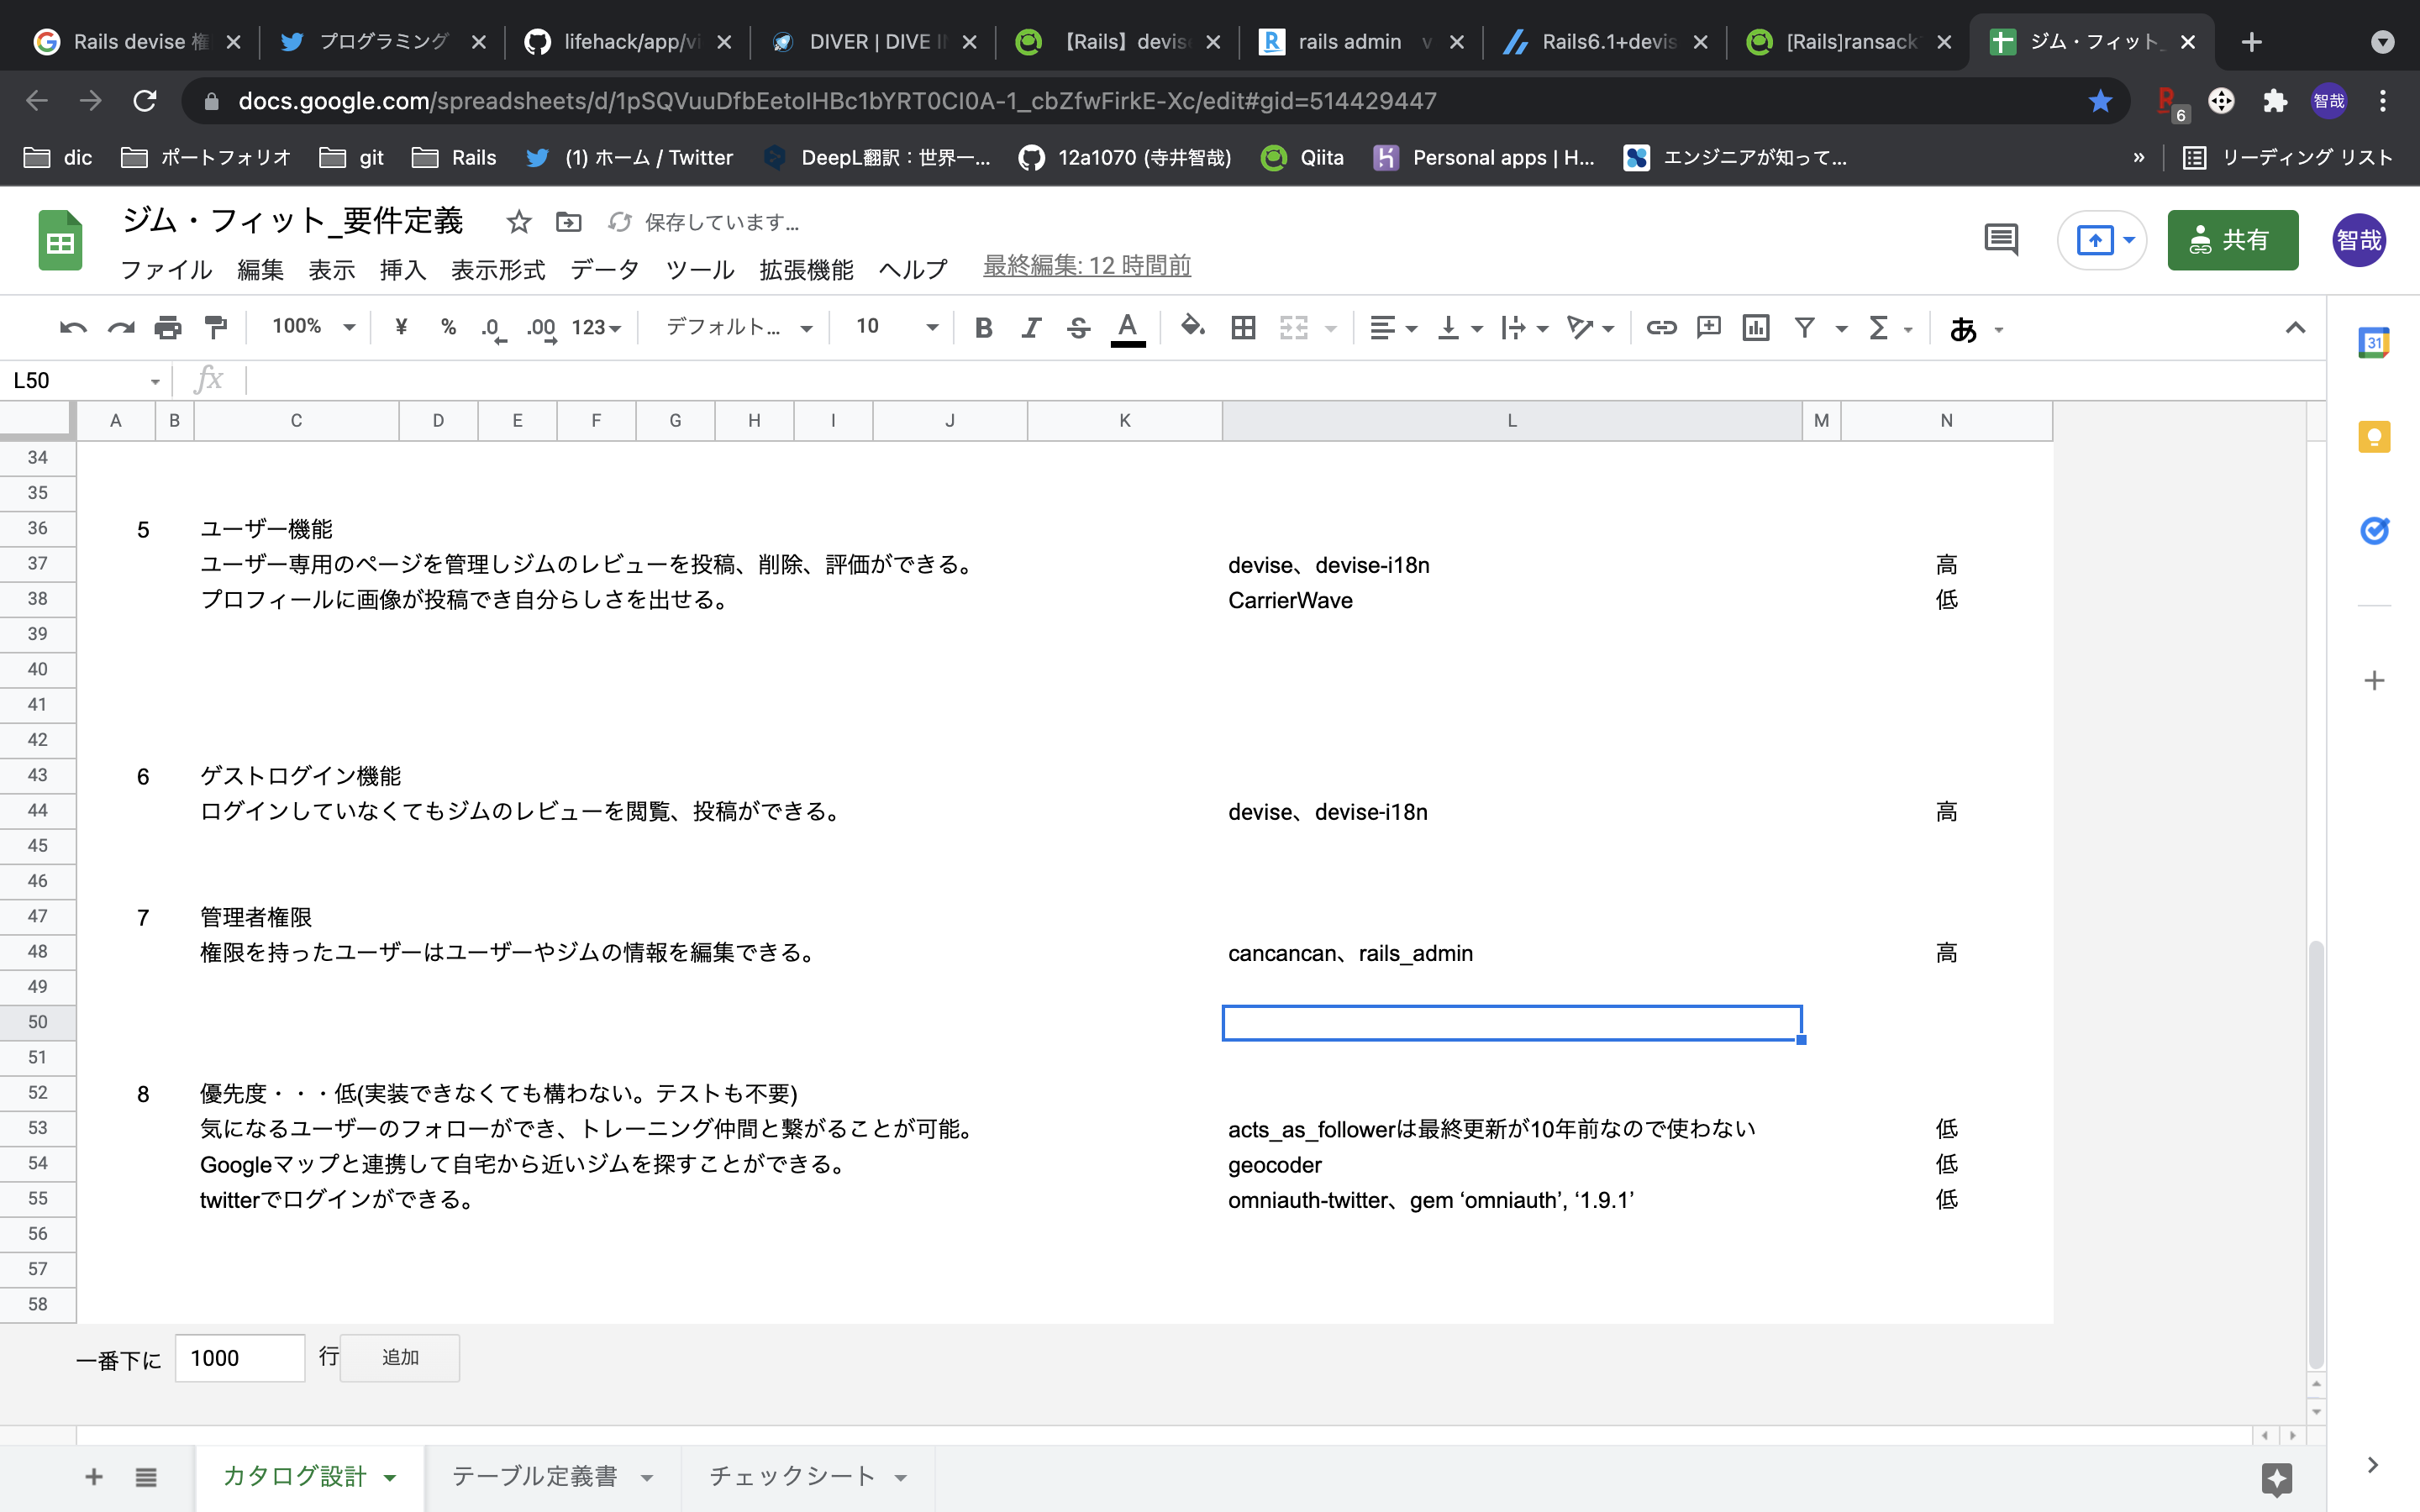 Rails devise 権
プログラミング
lifehack/app/vi
DIVER | DIVE I
【Rails】devise
rails admin v
Rails6.1+devis
[Rails]ransack
ジム・フィット_
docs.google.com/spreadsheets/d/1pSQVuuDfbEetoIHBc1bYRT0CI0A-1_cbZfwFirkE-Xc/edit#gid=514429447
6
智哉
dic
ポートフォリオ
git
Rails
(1) ホーム / Twitter
DeepL翻訳：世界一...
12a1070 (寺井智哉)
Qiita
Personal apps | H...
エンジニアが知って...
»
リーディング リスト
ジム・フィット_要件定義
保存しています...
ファイル 編集 表示 挿入 表示形式 データ ツール 拡張機能 ヘルプ
最終編集: 12 時間前
共有
智哉
100% ¥ % .0 .00 123 デフォルト... 10 B I S A Σ あ
31
L50 fx
A B C D E F G H I J K L M N
34
35
36 5 ユーザー機能
37 ユーザー専用のページを管理しジムのレビューを投稿、削除、評価ができる。 devise、devise-i18n 高
38 プロフィールに画像が投稿でき自分らしさを出せる。 CarrierWave 低
39
40
41
42
43 6 ゲストログイン機能
44 ログインしていなくてもジムのレビューを閲覧、投稿ができる。 devise、devise-i18n 高
45
46
47 7 管理者権限
48 権限を持ったユーザーはユーザーやジムの情報を編集できる。 cancancan、rails_admin 高
49
50
51
52 8 優先度・・・低(実装できなくても構わない。テストも不要)
53 気になるユーザーのフォローができ、トレーニング仲間と繋がることが可能。 acts_as_followerは最終更新が10年前なので使わない 低
54 Googleマップと連携して自宅から近いジムを探すことができる。 geocoder 低
55 twitterでログインができる。 omniauth-twitter、gem ‘omniauth’, ‘1.9.1’ 低
56
57
58
一番下に 1000 行 追加
カタログ設計 テーブル定義書 チェックシート